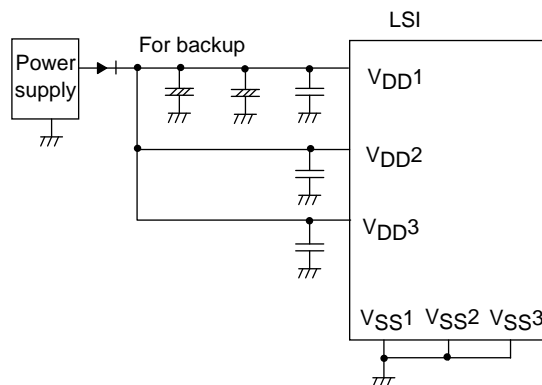 LSI
For backup
Power
supply
VDD1
VDD2
VDD3
VSS1 VSS2 VSS3